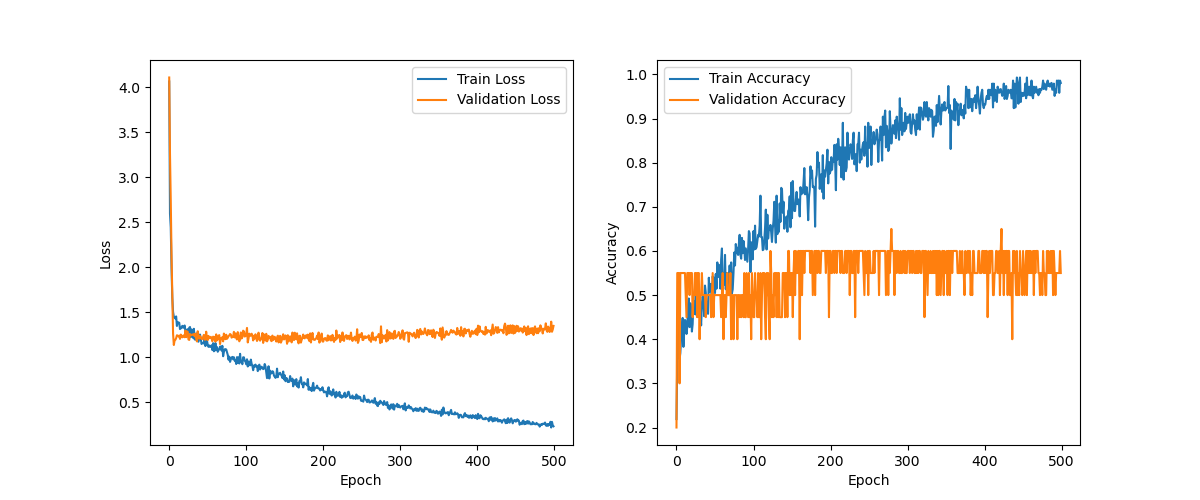 Train Loss
Validation Loss
4.0
3.5
3.0
2.5
2.0
1.5
1.0
0.5
Loss
0 100 200 300 400 500
Epoch
Train Accuracy
Validation Accuracy
1.0
0.9
0.8
0.7
0.6
0.5
0.4
0.3
0.2
Accuracy
0 100 200 300 400 500
Epoch